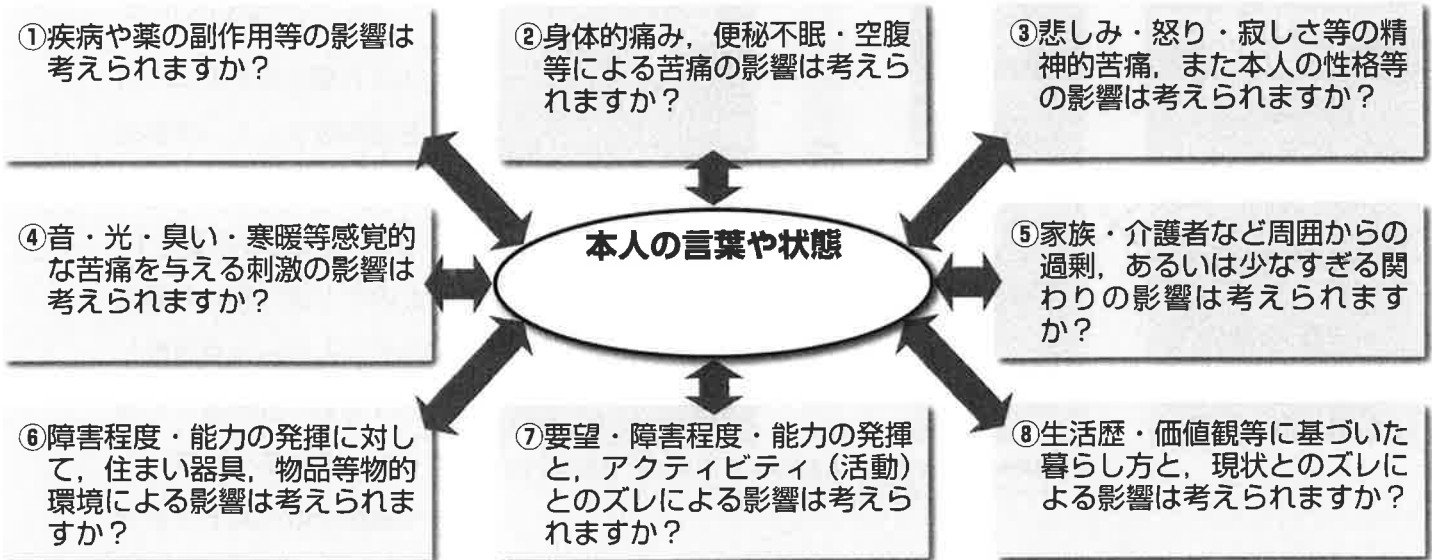 ①疾病や薬の副作用等の影響は
考えられますか？
②身体的痛み，便秘不眠・空腹
等による苦痛の影響は考えら
れますか？
③悲しみ・怒り・寂しさ等の精
神的苦痛，また本人の性格等
の影響は考えられますか？
④音・光・臭い・寒暖等感覚的
な苦痛を与える刺激の影響は
考えられますか？
本人の言葉や状態
⑤家族・介護者など周囲からの
過剰，あるいは少なすぎる関
わりの影響は考えられます
か？
⑥障害程度・能力の発揮に対し
て，住まい器具，物品等物的
環境による影響は考えられま
すか？
⑦要望・障害程度・能力の発揮
と，アクティビティ（活動）
とのズレによる影響は考えら
れますか？
⑧生活歴・価値観等に基づいた
暮らし方と，現状とのズレに
よる影響は考えられますか？